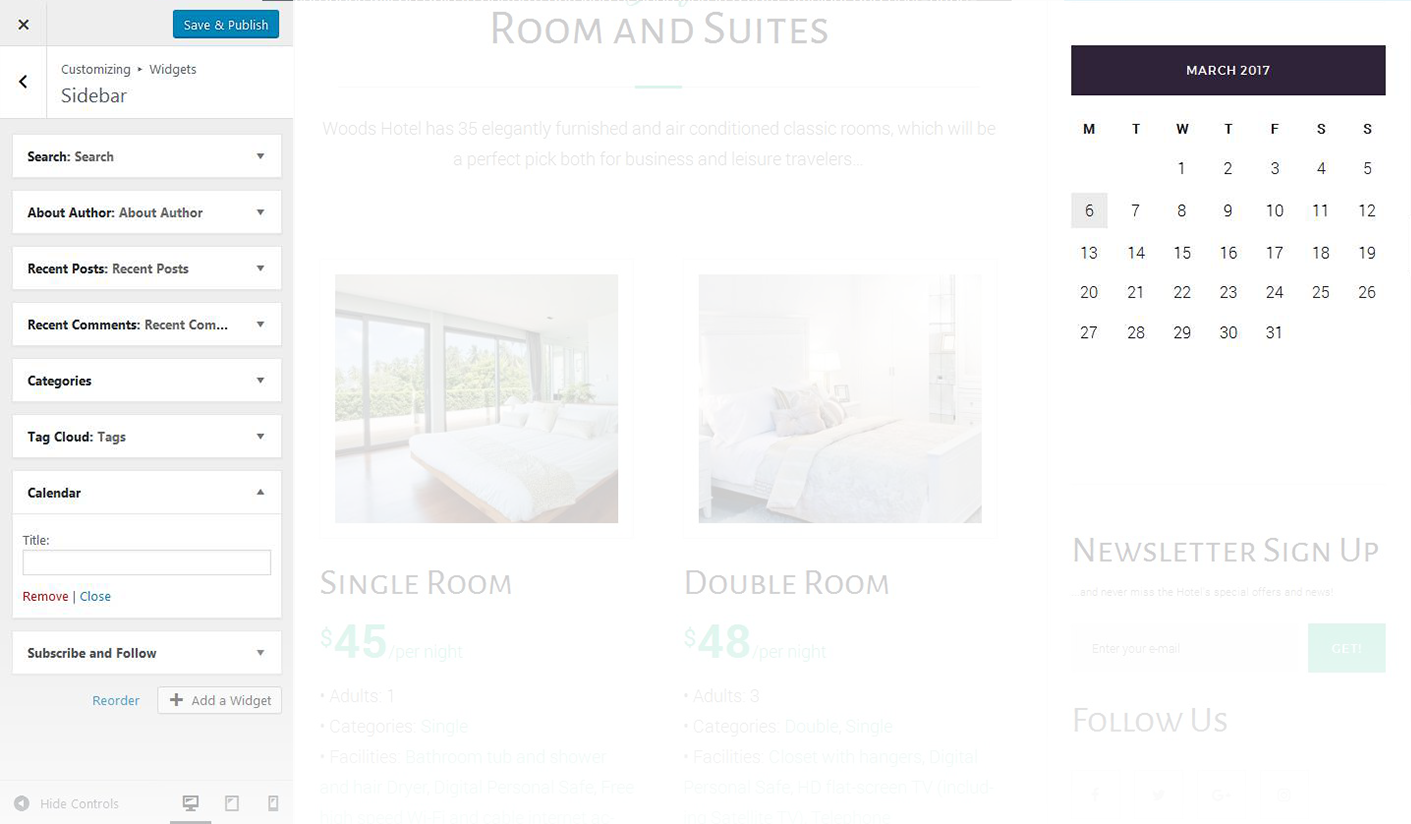 Save & Publish
Customizing ▸ Widgets
Sidebar
Search: Search
About Author: About Author
Recent Posts: Recent Posts
Recent Comments: Recent Com...
Categories
Tag Cloud: Tags
Calendar
Title:
Remove | Close
Subscribe and Follow
Reorder
Add a Widget
Hide Controls
Room and Suites
Woods Hotel has 35 elegantly furnished and air conditioned classic rooms, which will be
a perfect pick both for business and leisure travelers...
Single Room
$45/per night
• Adults: 1
• Categories: Single
• Facilities: Bathroom tub and shower
and hair Dryer, Digital Personal Safe, Free
high speed Wi-Fi and cable internet ap
Double Room
$48/per night
• Adults: 3
• Categories: Double, Single
• Facilities: Closet with hangers, Digital
Personal Safe, HD flat-screen TV (includ
ing Satellite TV), Telephone
MARCH 2017
M T W T F S S
1 2 3 4 5
6 7 8 9 10 11 12
13 14 15 16 17 18 19
20 21 22 23 24 25 26
27 28 29 30 31
Newsletter Sign Up
...and never miss the Hotel's special offers and news!
Enter your e-mail
GET!
Follow Us